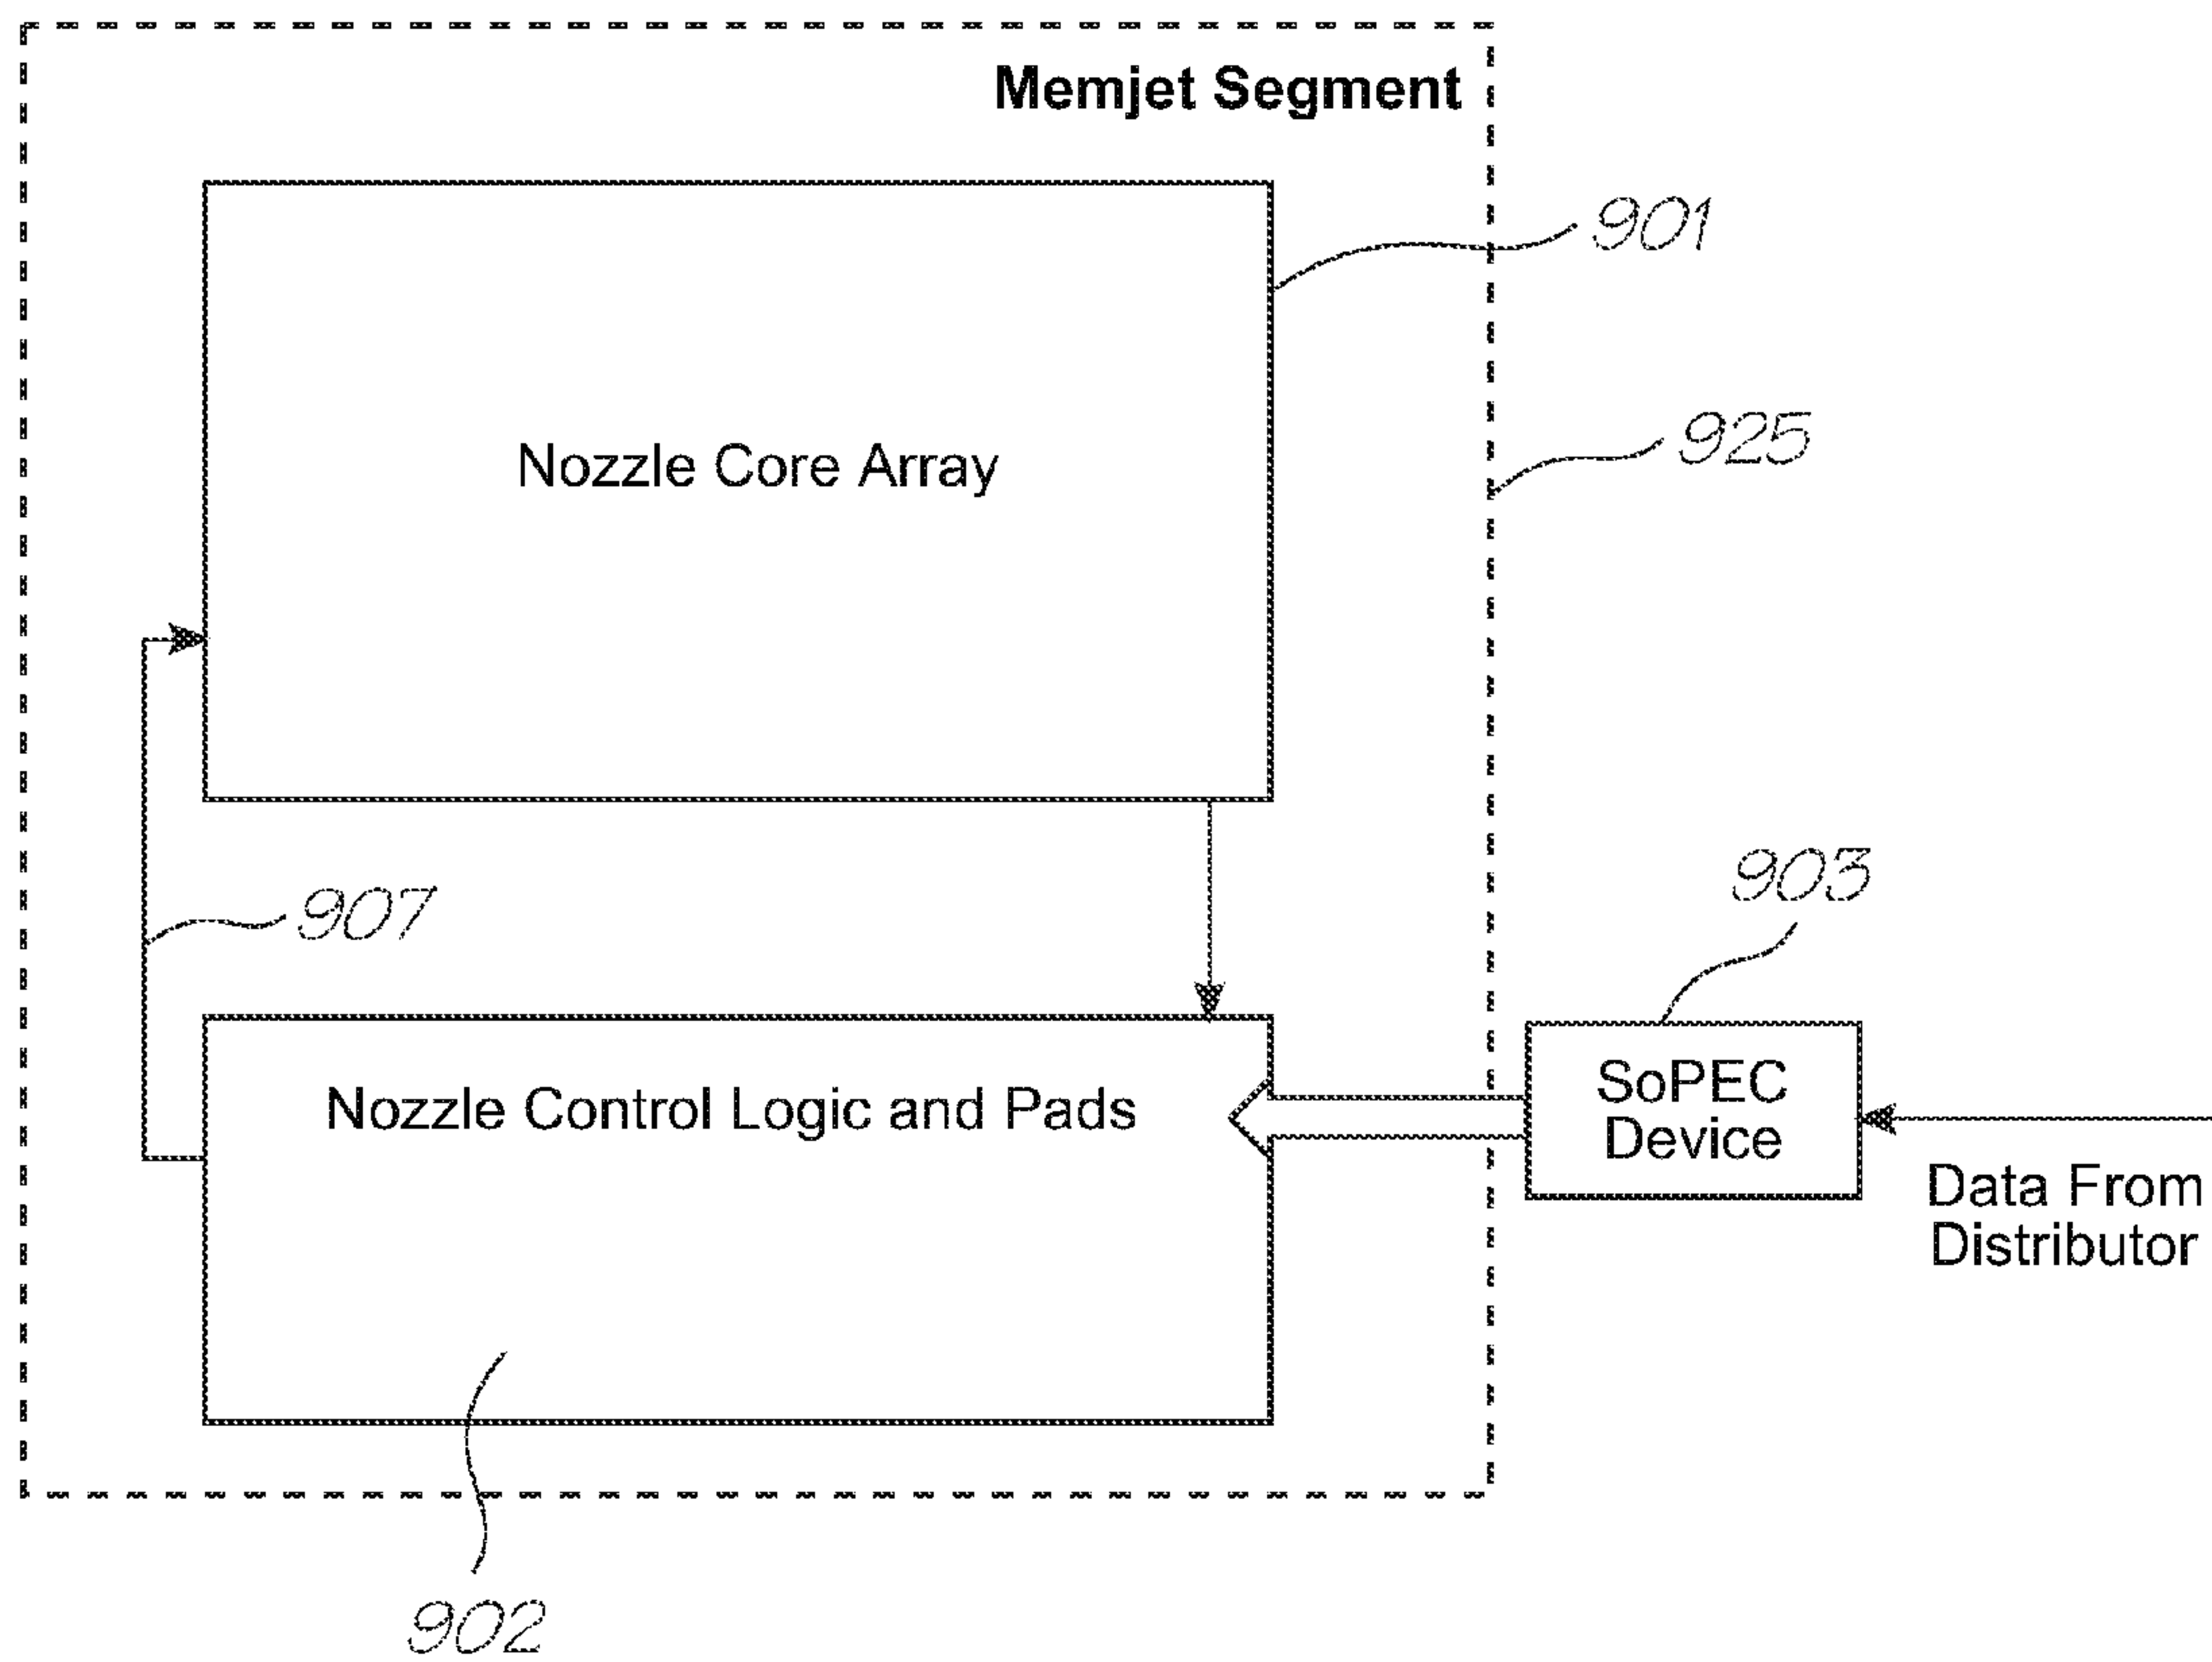 Memjet Segment
901
Nozzle Core Array
925
903
907
SoPEC
Device
Nozzle Control Logic and Pads
Data From
Distributor
902